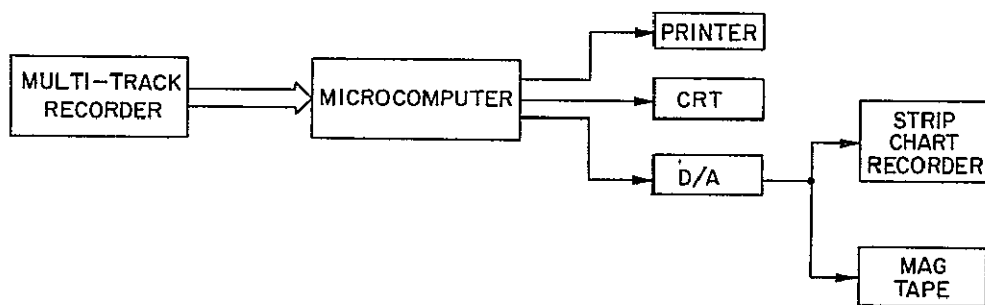 MULTI-TRACK
RECORDER
MICROCOMPUTER
PRINTER
CRT
D/A
STRIP
CHART
RECORDER
MAG
TAPE